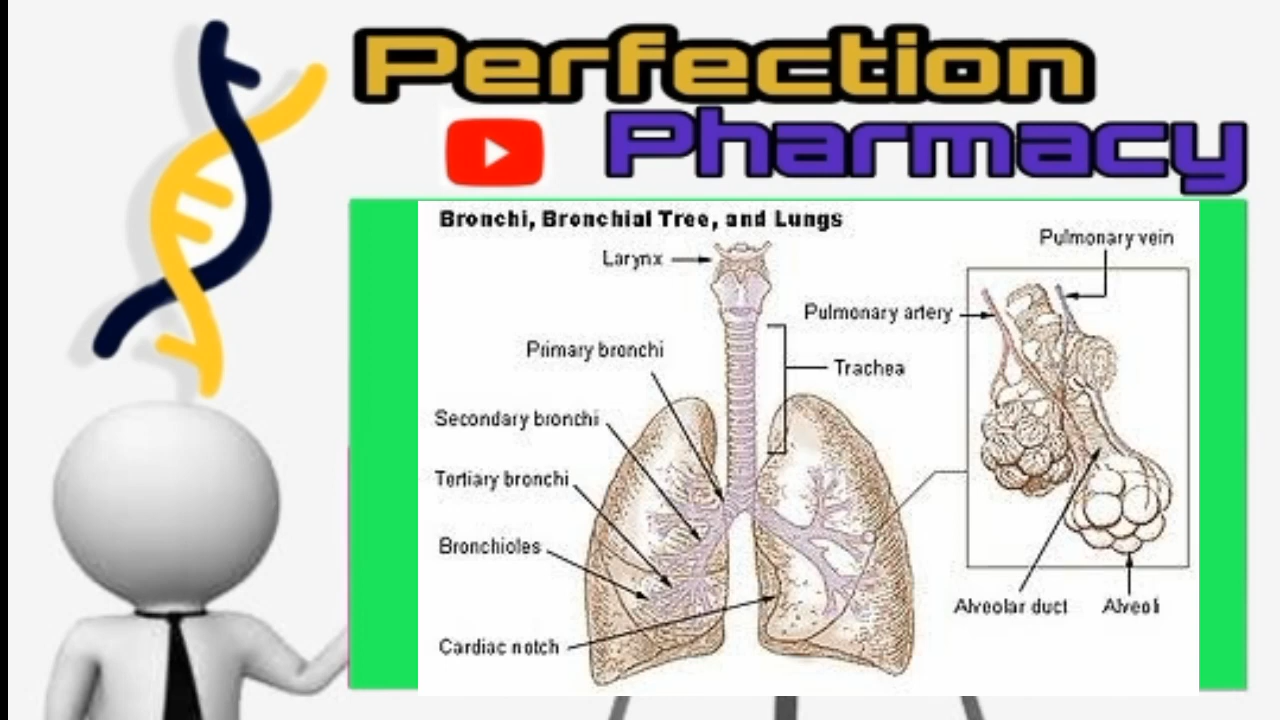 Perfection
Pharmacy
Bronchi, Bronchial Tree, and Lungs
Larynx
Pulmonary vein
Pulmonary artery
Primary bronchi
Trachea
Secondary bronchi
Tertiary bronchi
Bronchioles
Alveolar duct
Alveoli
Cardiac notch